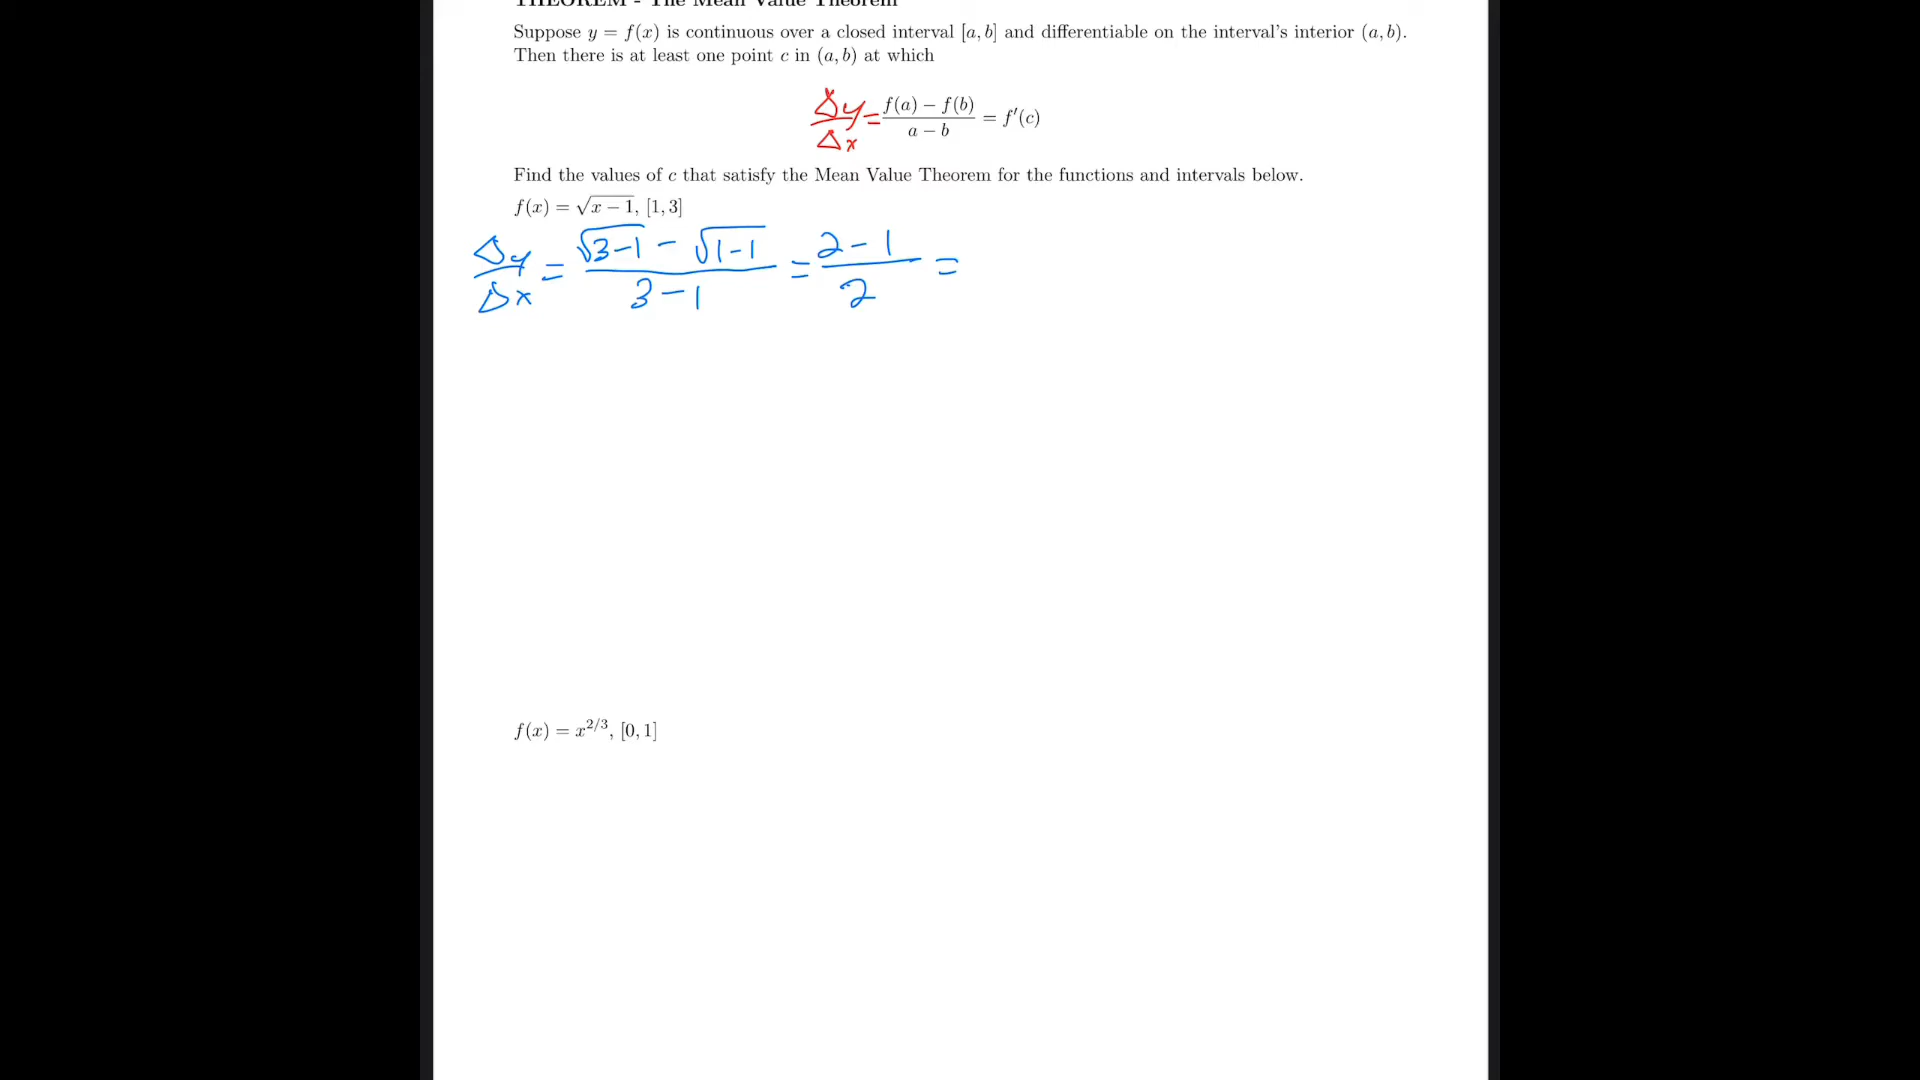 THEOREM - The Mean Value Theorem
Suppose y = f(x) is continuous over a closed interval [a, b] and differentiable on the interval's interior (a, b).
Then there is at least one point c in (a, b) at which
Δy/Δx = (f(a) − f(b))/(a − b) = f′(c)
Find the values of c that satisfy the Mean Value Theorem for the functions and intervals below.
f(x) = √(x − 1), [1, 3]
Δy/Δx = (√(3−1) − √(1−1))/(3−1) = (2−1)/2 =
f(x) = x^{2/3}, [0, 1]